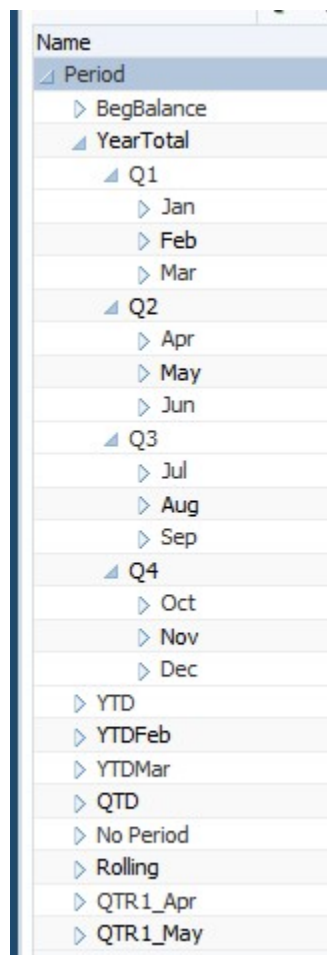 Name
Period
BegBalance
YearTotal
Q1
Jan
Feb
Mar
Q2
Apr
May
Jun
Q3
Jul
Aug
Sep
Q4
Oct
Nov
Dec
YTD
YTDFeb
YTDMar
QTD
No Period
Rolling
QTR1_Apr
QTR1_May